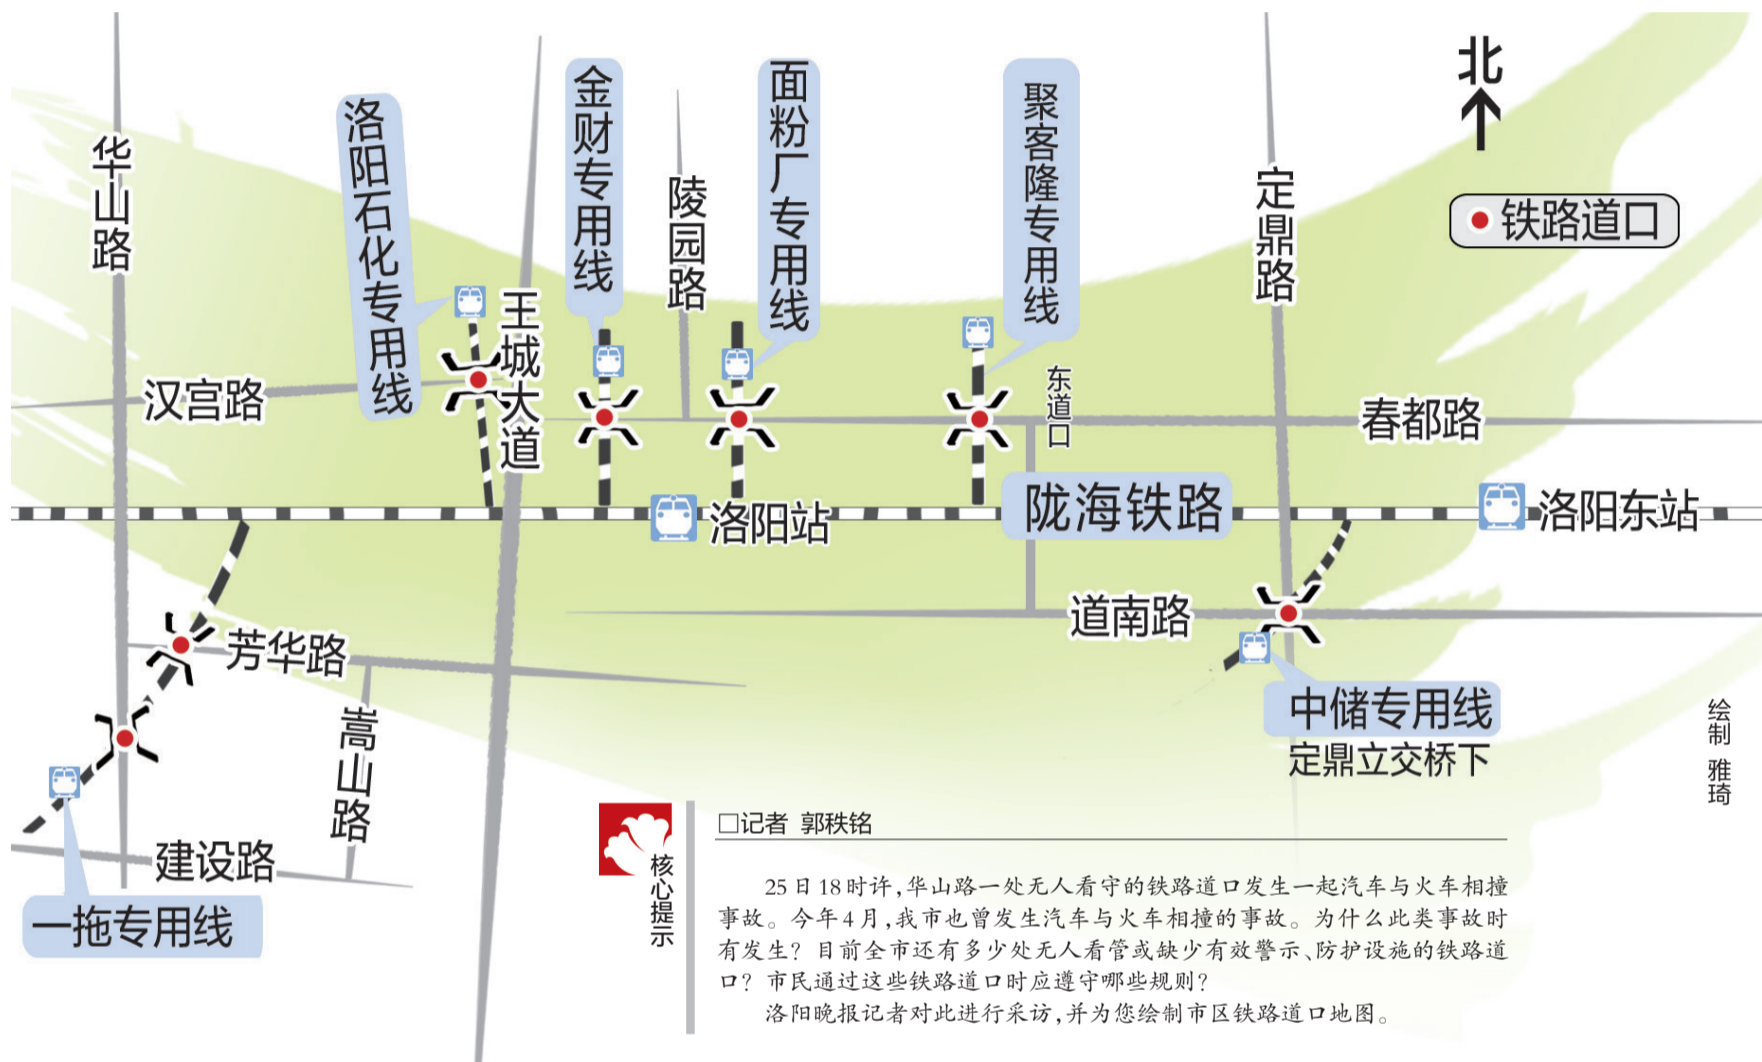 北
铁路道口
华山路
洛阳石化专用线
金财专用线
陵园路
面粉厂专用线
聚客隆专用线
定鼎路
王城大道
汉宫路
东道口
春都路
洛阳站
陇海铁路
洛阳东站
芳华路
道南路
嵩山路
中储专用线
定鼎立交桥下
建设路
一拖专用线
绘制 雅琦
核心提示
□记者 郭秩铭
25日18时许,华山路一处无人看守的铁路道口发生一起汽车与火车相撞
事故。今年4月,我市也曾发生汽车与火车相撞的事故。为什么此类事故时
有发生？目前全市还有多少处无人看管或缺少有效警示、防护设施的铁路道
口？市民通过这些铁路道口时应遵守哪些规则？
洛阳晚报记者对此进行采访,并为您绘制市区铁路道口地图。